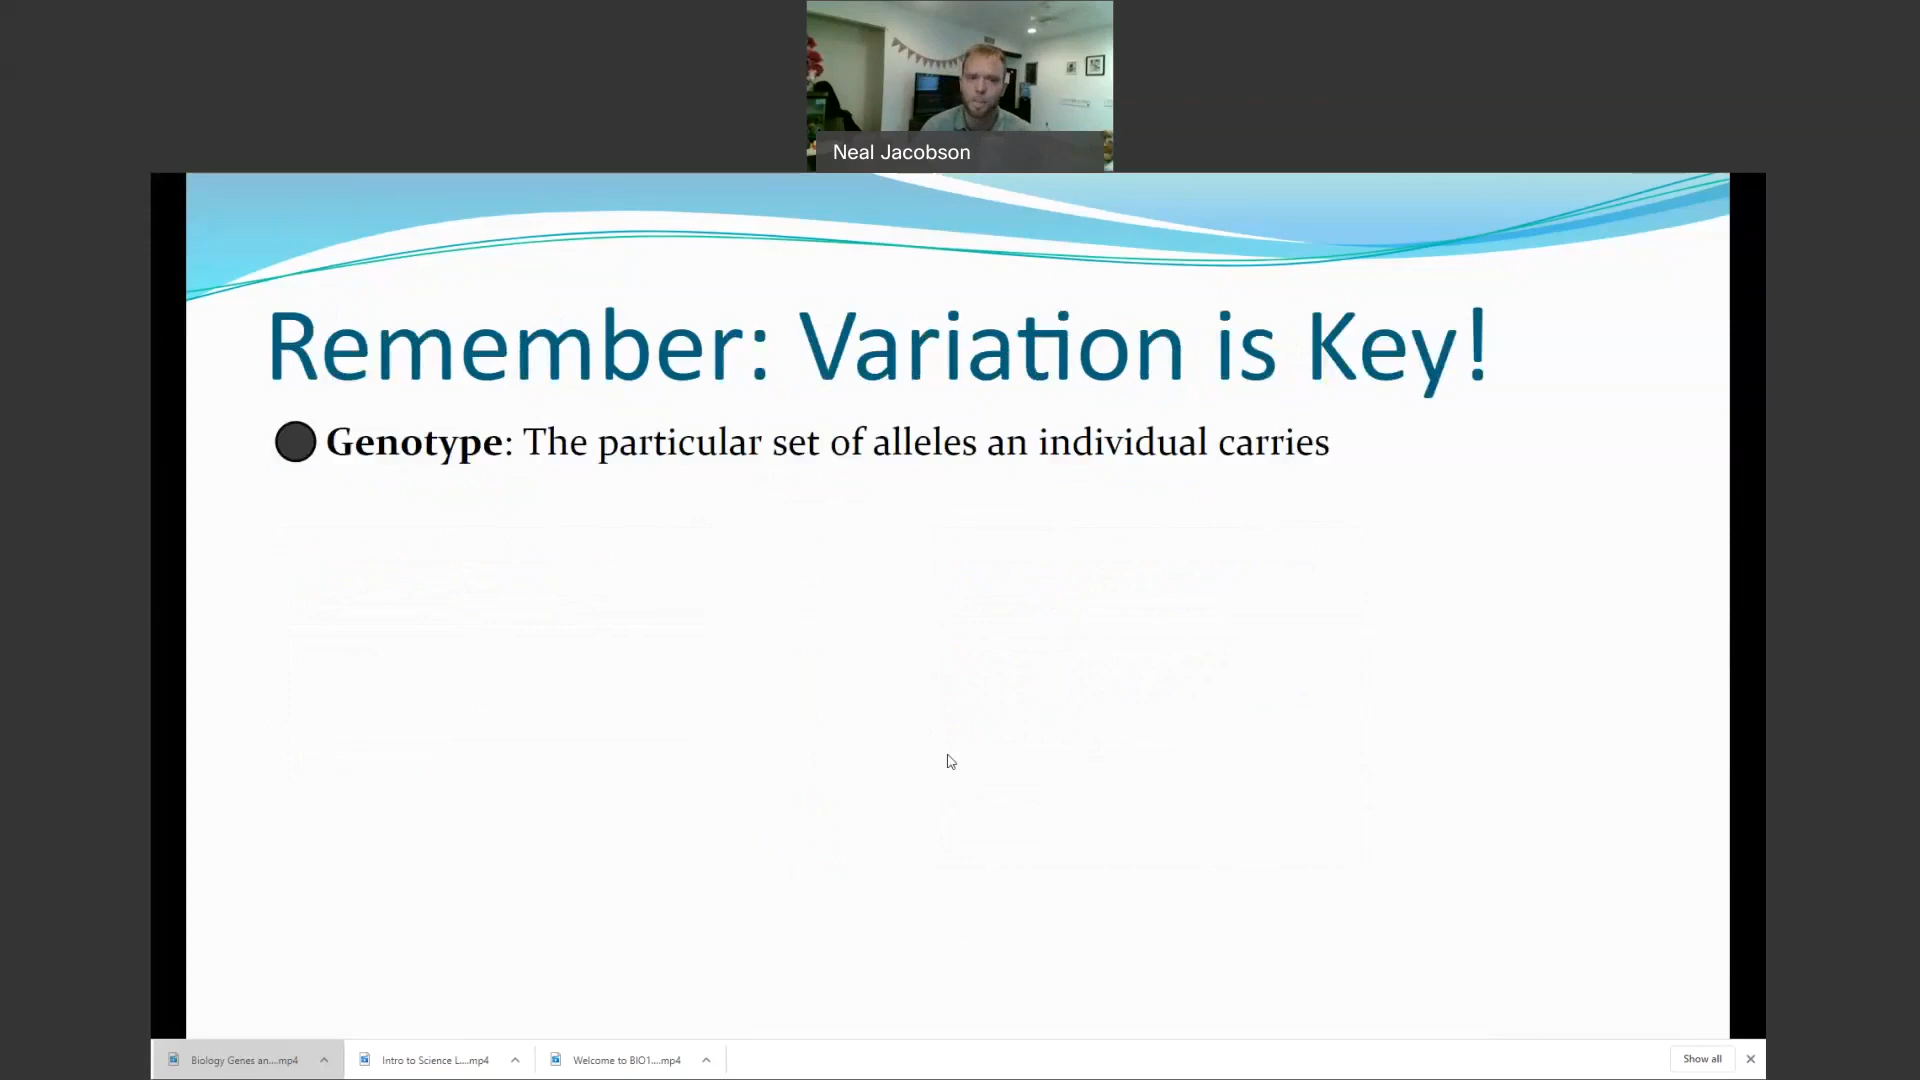 Neal Jacobson
Remember: Variation is Key!
Genotype: The particular set of alleles an individual carries
Biology Genes an....mp4
Intro to Science L....mp4
Welcome to BIO1....mp4
Show all